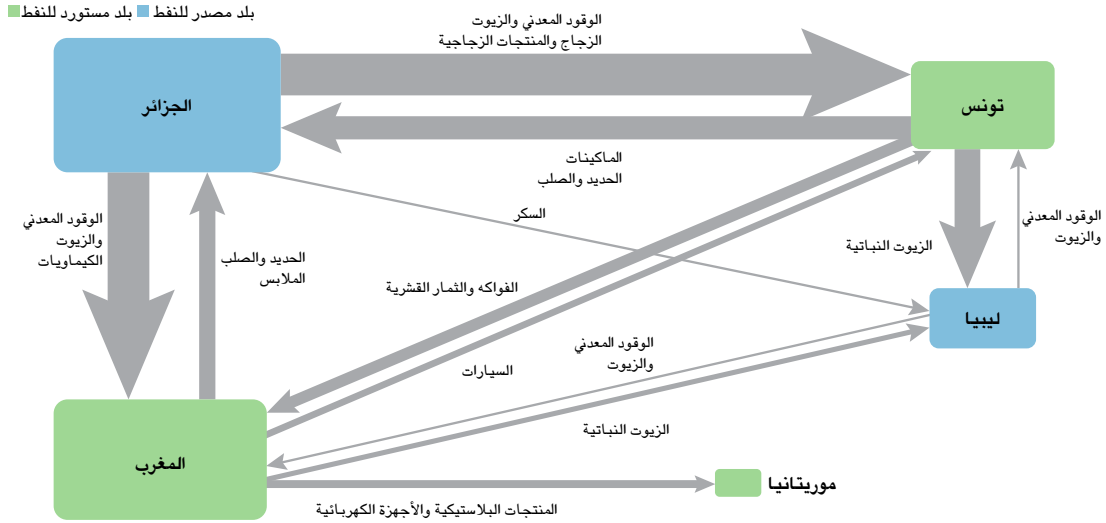 بلد مصدر للنفط
بلد مستورد للنفط
الوقود المعدني والزيوت
الزجاج والمنتجات الزجاجية
الجزائر
تونس
الماكينات
الحديد والصلب
السكر
الوقود المعدني
والزيوت
الزيوت النباتية
الوقود المعدني
والزيوت
الكيماويات
الحديد والصلب
الملابس
الفواكه والثمار القشرية
ليبيا
الوقود المعدني
والزيوت
السيارات
الزيوت النباتية
المغرب
موريتانيا
المنتجات البلاستيكية والأجهزة الكهربائية